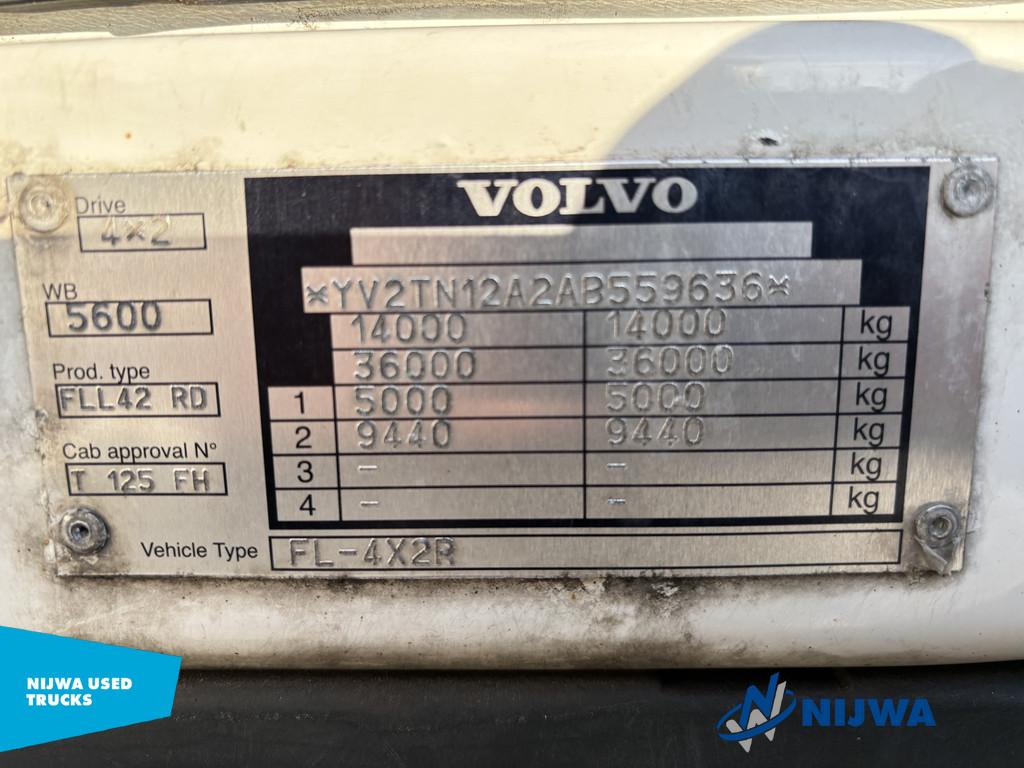 VOLVO
Drive
4×2
*YV2TN12A2AB559636*
WB
5600
14000 14000 kg
36000 36000 kg
Prod. type
FLL42 RD
1 5000 5000 kg
2 9440 9440 kg
Cab approval N°
T 125 FH
3 - - kg
4 - - kg
Vehicle Type FL-4X2R
NIJWA USED
TRUCKS
NIJWA